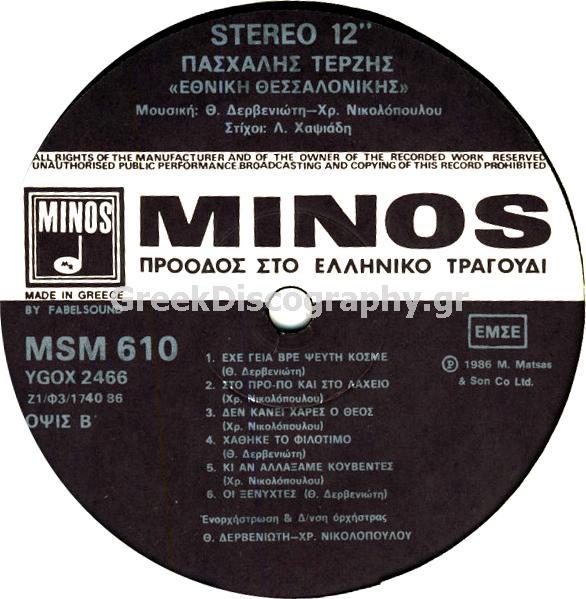 STEREO 12"
ΠΑΣΧΑΛΗΣ ΤΕΡΖΗΣ
«ΕΘΝΙΚΗ ΘΕΣΣΑΛΟΝΙΚΗΣ»
Μουσική: Θ. Δερβενιώτη–Χρ. Νικολόπουλου
Στίχοι: Λ. Χαψιάδη
ALL RIGHTS OF THE MANUFACTURER AND OF THE OWNER OF THE RECORDED WORK RESERVED
UNAUTHORISED PUBLIC PERFORMANCE BROADCASTING AND COPYING OF THIS RECORD PROHIBITED
MINOS
MINOS
ΠΡΟΟΔΟΣ ΣΤΟ ΕΛΛΗΝΙΚΟ ΤΡΑΓΟΥΔΙ
MADE IN GREECE
BY FABELSOUND
GreekDiscography.gr
MSM 610
YGOX 2466
Ζ1/Φ3/1740 86
ΟΨΙΣ Β'
ΕΜΣΕ
Ⓟ 1986 M. Matsas
& Son Co Ltd.
1. ΕΧΕ ΓΕΙΑ ΒΡΕ ΨΕΥΤΗ ΚΟΣΜΕ
(Θ. Δερβενιώτη)
2. ΣΤΟ ΠΡΟ-ΠΟ ΚΑΙ ΣΤΟ ΛΑΧΕΙΟ
(Χρ. Νικολόπουλου)
3. ΔΕΝ ΚΑΝΕΙ ΧΑΡΕΣ Ο ΘΕΟΣ
(Χρ. Νικολόπουλου)
4. ΧΑΘΗΚΕ ΤΟ ΦΙΛΟΤΙΜΟ
(Θ. Δερβενιώτη)
5. ΚΙ ΑΝ ΑΛΛΑΞΑΜΕ ΚΟΥΒΕΝΤΕΣ
(Χρ. Νικολόπουλου)
6. ΟΙ ΞΕΝΥΧΤΕΣ (Θ. Δερβενιώτη)
Ἐνορχήστρωση & Δ/νση ὀρχήστρας
Θ. ΔΕΡΒΕΝΙΩΤΗ–ΧΡ. ΝΙΚΟΛΟΠΟΥΛΟΥ